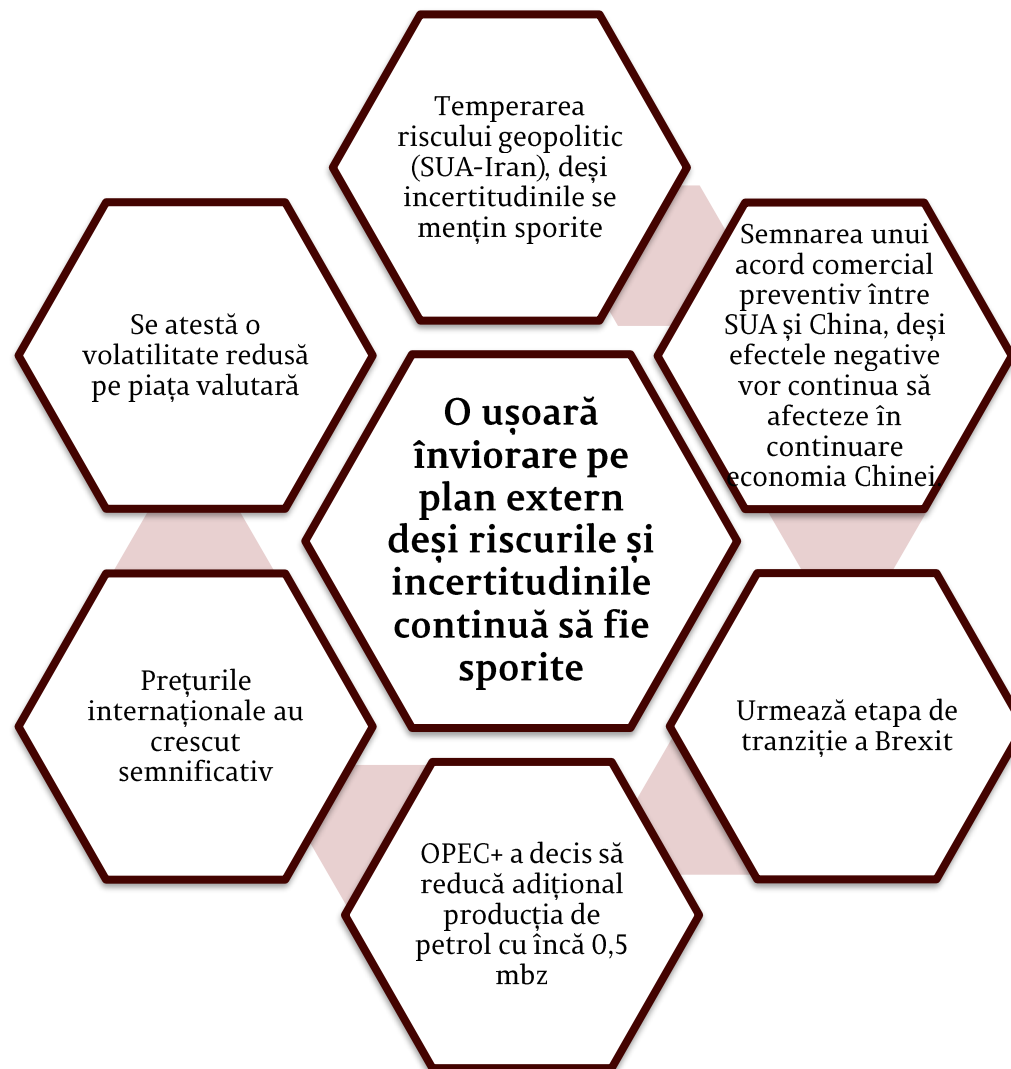 Temperarea
riscului geopolitic
(SUA-Iran), deși
incertitudinile se
mențin sporite
Semnarea unui
acord comercial
preventiv între
SUA și China, deși
efectele negative
vor continua să
afecteze în
continuare
economia Chinei.
Urmează etapa de
tranziție a Brexit
OPEC+ a decis să
reducă adițional
producția de
petrol cu încă 0,5
mbz
Prețurile
internaționale au
crescut
semnificativ
Se atestă o
volatilitate redusă
pe piața valutară
O ușoară
înviorare pe
plan extern
deși riscurile și
incertitudinile
continuă să fie
sporite